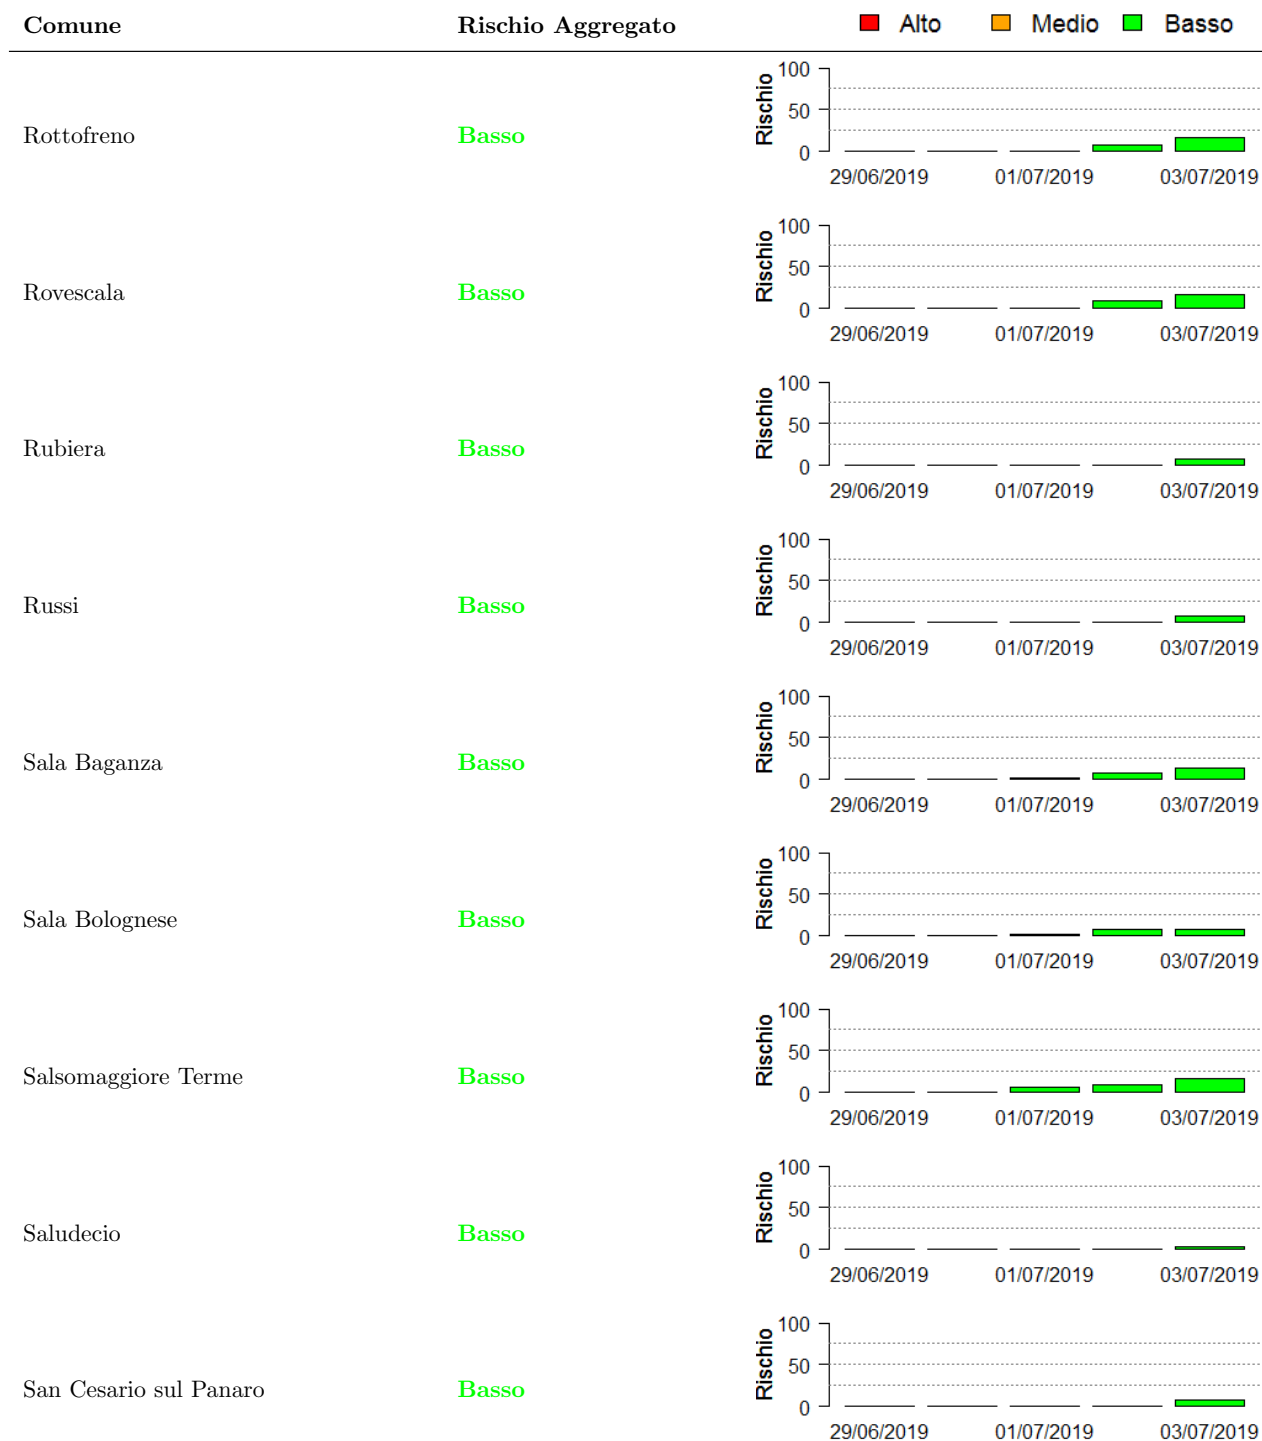 Comune Rischio Aggregato Alto Medio Basso
Rottofreno Basso Rischio 100 50 0
29/06/2019 01/07/2019 03/07/2019
Rovescala Basso Rischio 100 50 0
29/06/2019 01/07/2019 03/07/2019
Rubiera Basso Rischio 100 50 0
29/06/2019 01/07/2019 03/07/2019
Russi Basso Rischio 100 50 0
29/06/2019 01/07/2019 03/07/2019
Sala Baganza Basso Rischio 100 50 0
29/06/2019 01/07/2019 03/07/2019
Sala Bolognese Basso Rischio 100 50 0
29/06/2019 01/07/2019 03/07/2019
Salsomaggiore Terme Basso Rischio 100 50 0
29/06/2019 01/07/2019 03/07/2019
Saludecio Basso Rischio 100 50 0
29/06/2019 01/07/2019 03/07/2019
San Cesario sul Panaro Basso Rischio 100 50 0
29/06/2019 01/07/2019 03/07/2019